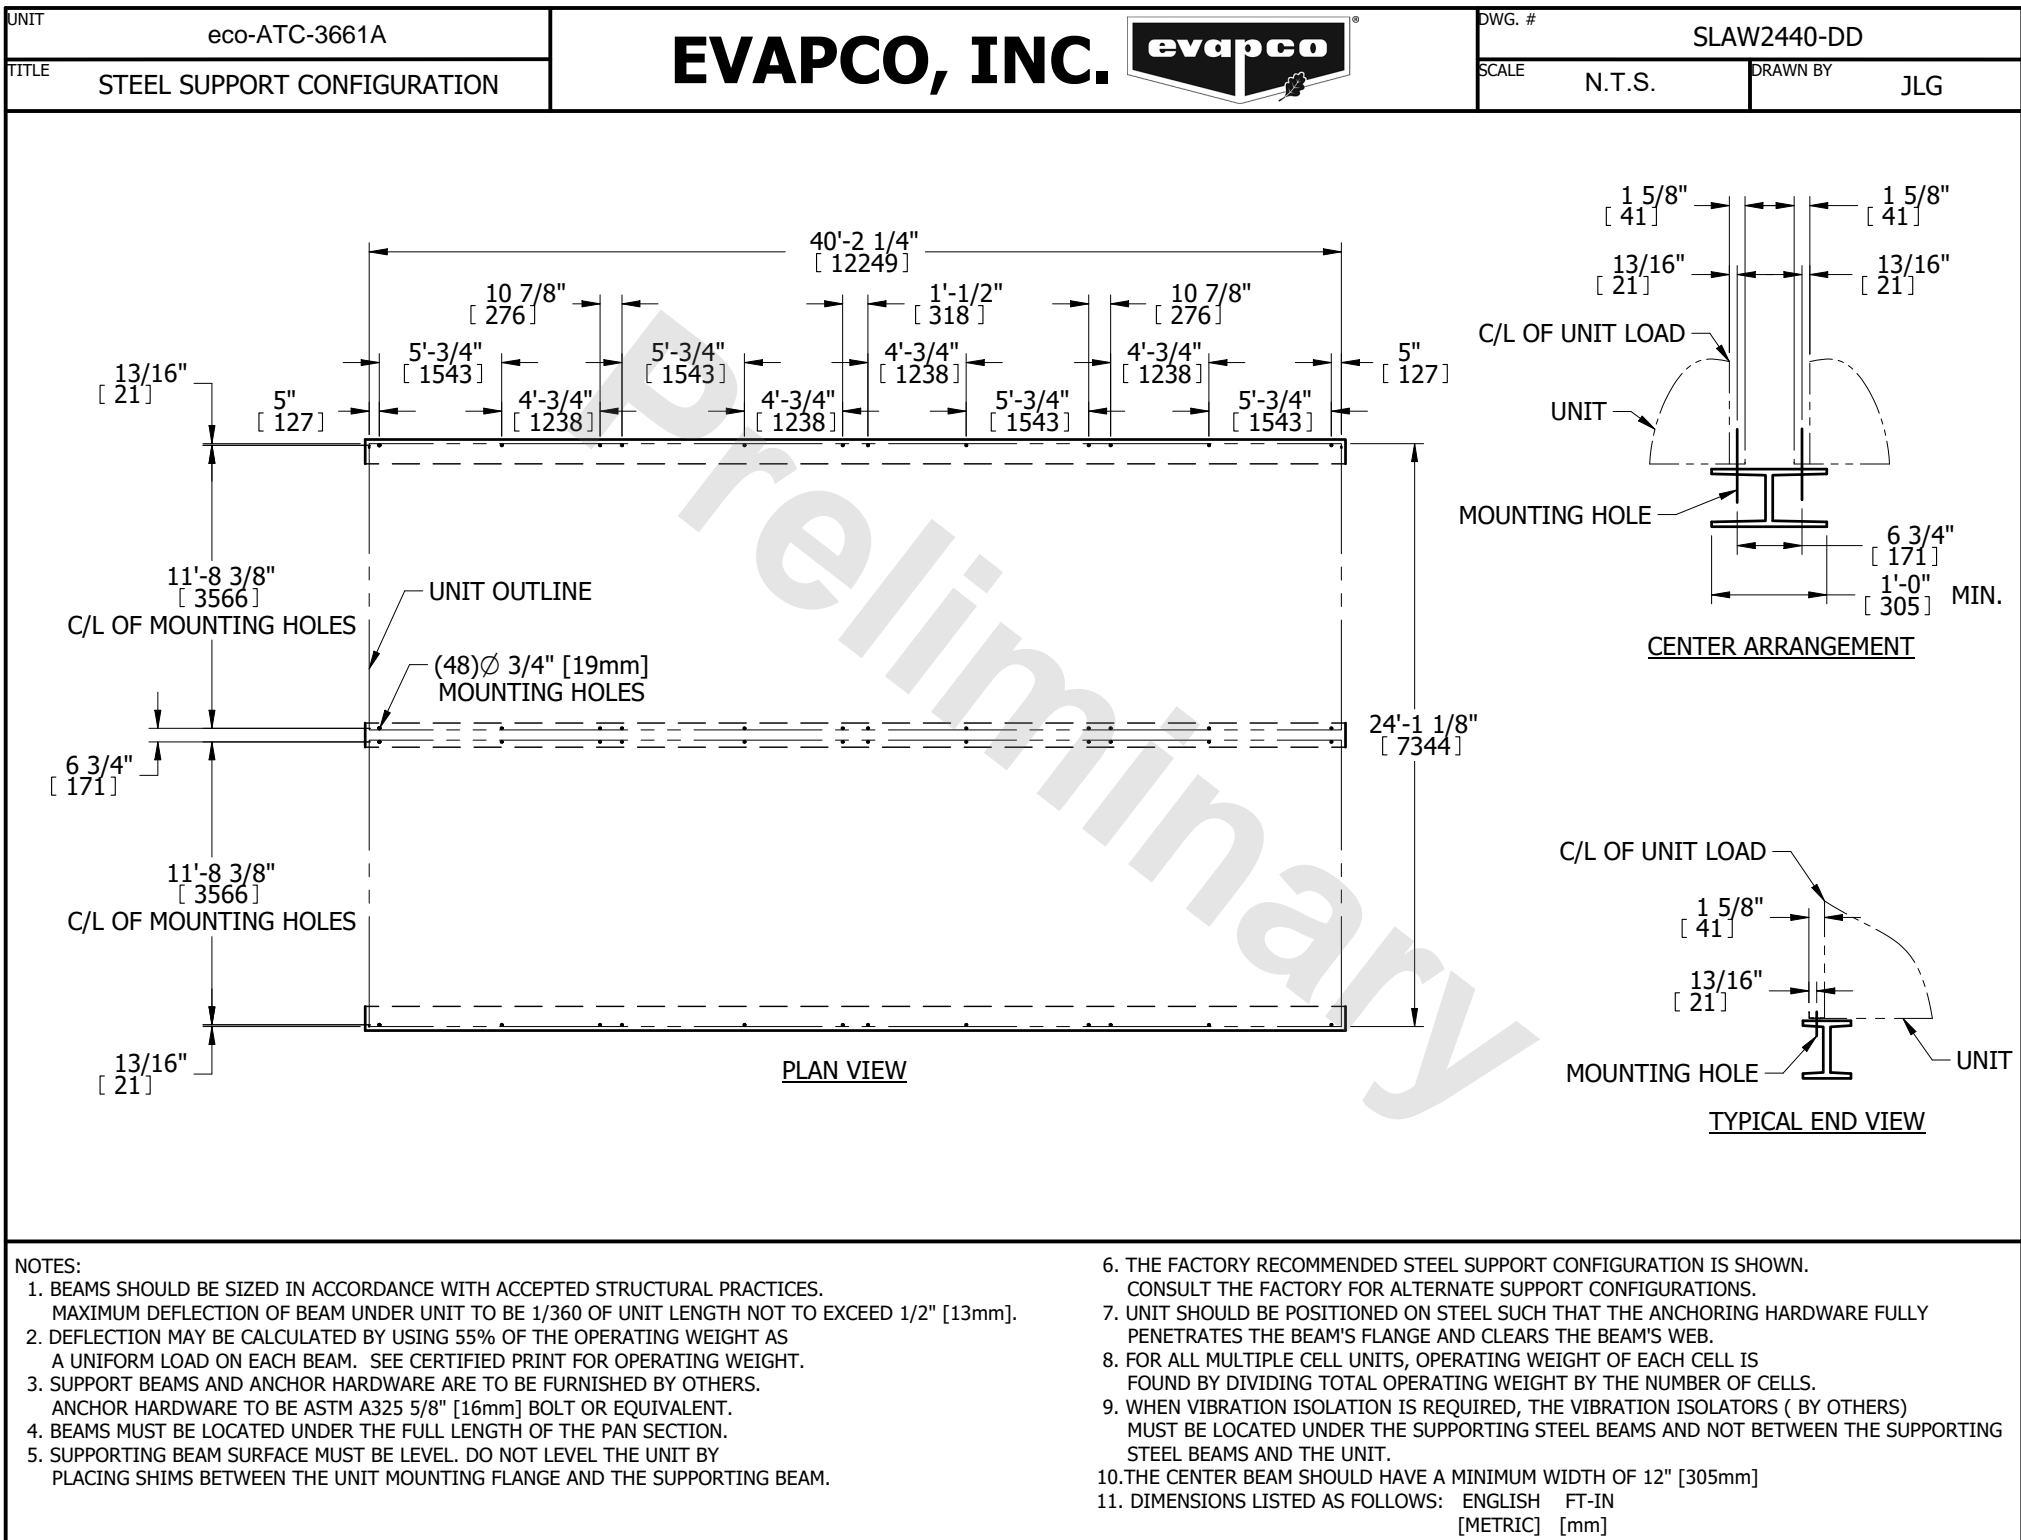 UNIT
eco-ATC-3661A
TITLE
STEEL SUPPORT CONFIGURATION
EVAPCO, INC.
evapco
®
DWG. #
SLAW2440-DD
SCALE
N.T.S.
DRAWN BY
JLG
40'-2 1/4"
[ 12249]
10 7/8"
[ 276]
1'-1/2"
[ 318 ]
10 7/8"
[ 276]
5'-3/4"
[ 1543]
5'-3/4"
[ 1543]
4'-3/4"
[ 1238]
4'-3/4"
[ 1238]
5"
[ 127]
13/16"
[ 21]
5"
[ 127]
4'-3/4"
[ 1238]
4'-3/4"
[ 1238]
5'-3/4"
[ 1543]
5'-3/4"
[ 1543]
11'-8 3/8"
[ 3566]
C/L OF MOUNTING HOLES
UNIT OUTLINE
(48)∅ 3/4" [19mm]
MOUNTING HOLES
6 3/4"
[ 171]
24'-1 1/8"
[ 7344]
11'-8 3/8"
[ 3566]
C/L OF MOUNTING HOLES
13/16"
[ 21]
PLAN VIEW
Preliminary
1 5/8"
[ 41]
1 5/8"
[ 41]
13/16"
[ 21]
13/16"
[ 21]
C/L OF UNIT LOAD
UNIT
MOUNTING HOLE
6 3/4"
[ 171]
1'-0"
[ 305] MIN.
CENTER ARRANGEMENT
C/L OF UNIT LOAD
1 5/8"
[ 41]
13/16"
[ 21]
MOUNTING HOLE
UNIT
TYPICAL END VIEW
NOTES:
1. BEAMS SHOULD BE SIZED IN ACCORDANCE WITH ACCEPTED STRUCTURAL PRACTICES.
MAXIMUM DEFLECTION OF BEAM UNDER UNIT TO BE 1/360 OF UNIT LENGTH NOT TO EXCEED 1/2" [13mm].
2. DEFLECTION MAY BE CALCULATED BY USING 55% OF THE OPERATING WEIGHT AS
A UNIFORM LOAD ON EACH BEAM. SEE CERTIFIED PRINT FOR OPERATING WEIGHT.
3. SUPPORT BEAMS AND ANCHOR HARDWARE ARE TO BE FURNISHED BY OTHERS.
ANCHOR HARDWARE TO BE ASTM A325 5/8" [16mm] BOLT OR EQUIVALENT.
4. BEAMS MUST BE LOCATED UNDER THE FULL LENGTH OF THE PAN SECTION.
5. SUPPORTING BEAM SURFACE MUST BE LEVEL. DO NOT LEVEL THE UNIT BY
PLACING SHIMS BETWEEN THE UNIT MOUNTING FLANGE AND THE SUPPORTING BEAM.
6. THE FACTORY RECOMMENDED STEEL SUPPORT CONFIGURATION IS SHOWN.
CONSULT THE FACTORY FOR ALTERNATE SUPPORT CONFIGURATIONS.
7. UNIT SHOULD BE POSITIONED ON STEEL SUCH THAT THE ANCHORING HARDWARE FULLY
PENETRATES THE BEAM'S FLANGE AND CLEARS THE BEAM'S WEB.
8. FOR ALL MULTIPLE CELL UNITS, OPERATING WEIGHT OF EACH CELL IS
FOUND BY DIVIDING TOTAL OPERATING WEIGHT BY THE NUMBER OF CELLS.
9. WHEN VIBRATION ISOLATION IS REQUIRED, THE VIBRATION ISOLATORS ( BY OTHERS)
MUST BE LOCATED UNDER THE SUPPORTING STEEL BEAMS AND NOT BETWEEN THE SUPPORTING
STEEL BEAMS AND THE UNIT.
10.THE CENTER BEAM SHOULD HAVE A MINIMUM WIDTH OF 12" [305mm]
11. DIMENSIONS LISTED AS FOLLOWS: ENGLISH FT-IN
[METRIC] [mm]